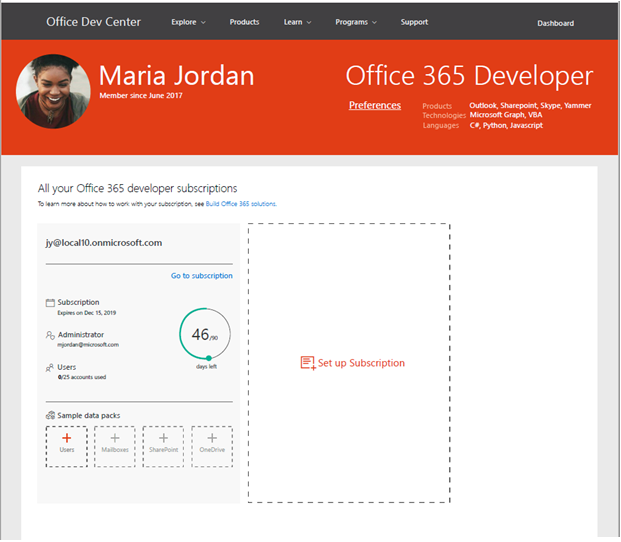 Office Dev Center Explore Products Learn Programs Support Dashboard
Maria Jordan
Member since June 2017
Office 365 Developer
Preferences
Products Outlook, Sharepoint, Skype, Yammer
Technologies Microsoft Graph, VBA
Languages C#, Python, Javascript
All your Office 365 developer subscriptions
To learn more about how to work with your subscription, see Build Office 365 solutions.
jy@local10.onmicrosoft.com
Go to subscription
Subscription
Expires on Dec 15, 2019
Administrator
mjordan@microsoft.com
Users
0/25 accounts used
46/90
days left
Sample data packs
Users Mailboxes SharePoint OneDrive
Set up Subscription